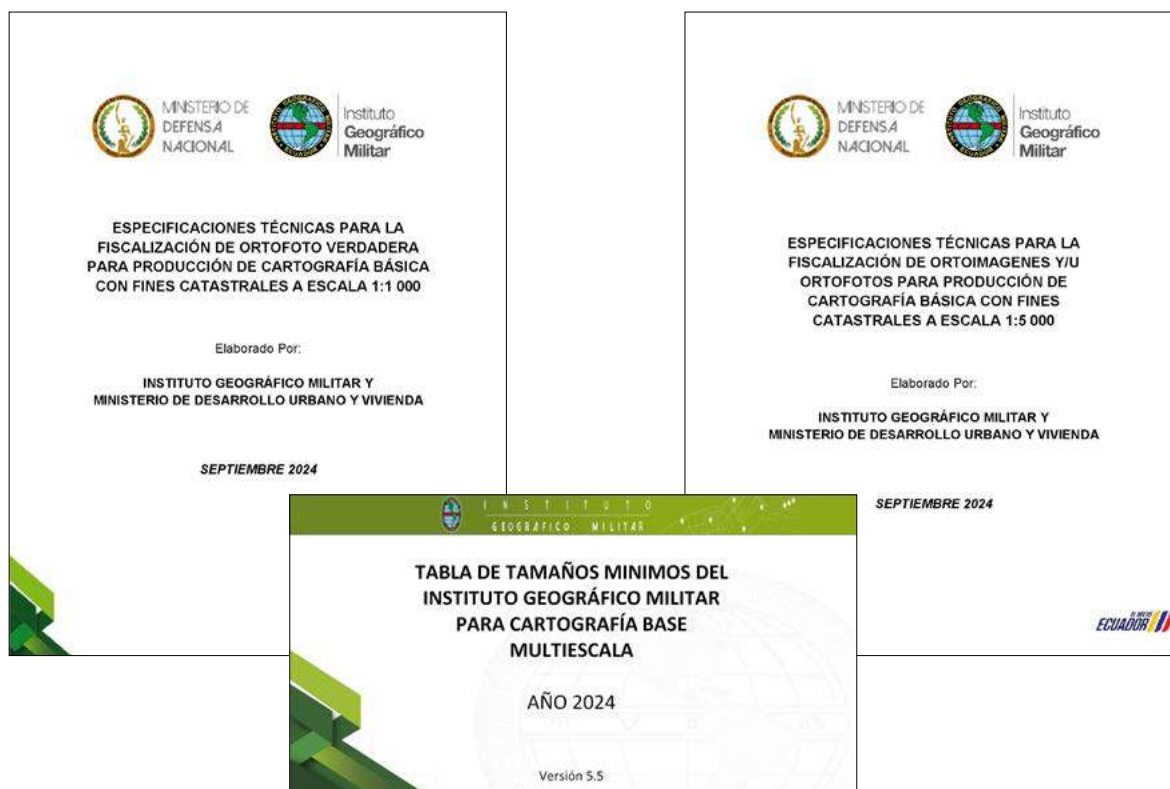 MINISTERIO DE
DEFENSA
NACIONAL
Instituto
Geográfico
Militar
ESPECIFICACIONES TÉCNICAS PARA LA
FISCALIZACIÓN DE ORTOFOTO VERDADERA
PARA PRODUCCIÓN DE CARTOGRAFÍA BÁSICA
CON FINES CATASTRALES A ESCALA 1:1 000
Elaborado Por:
INSTITUTO GEOGRÁFICO MILITAR Y
MINISTERIO DE DESARROLLO URBANO Y VIVIENDA
SEPTIEMBRE 2024
MINISTERIO DE
DEFENSA
NACIONAL
Instituto
Geográfico
Militar
ESPECIFICACIONES TÉCNICAS PARA LA
FISCALIZACIÓN DE ORTOIMAGENES Y/U
ORTOFOTOS PARA PRODUCCIÓN DE
CARTOGRAFÍA BÁSICA CON FINES
CATASTRALES A ESCALA 1:5 000
Elaborado Por:
INSTITUTO GEOGRÁFICO MILITAR Y
MINISTERIO DE DESARROLLO URBANO Y VIVIENDA
SEPTIEMBRE 2024
EL NUEVO
ECUADOR
INSTITUTO
GEOGRÁFICO MILITAR
TABLA DE TAMAÑOS MINIMOS DEL
INSTITUTO GEOGRÁFICO MILITAR
PARA CARTOGRAFÍA BASE
MULTIESCALA
AÑO 2024
Versión 5.5